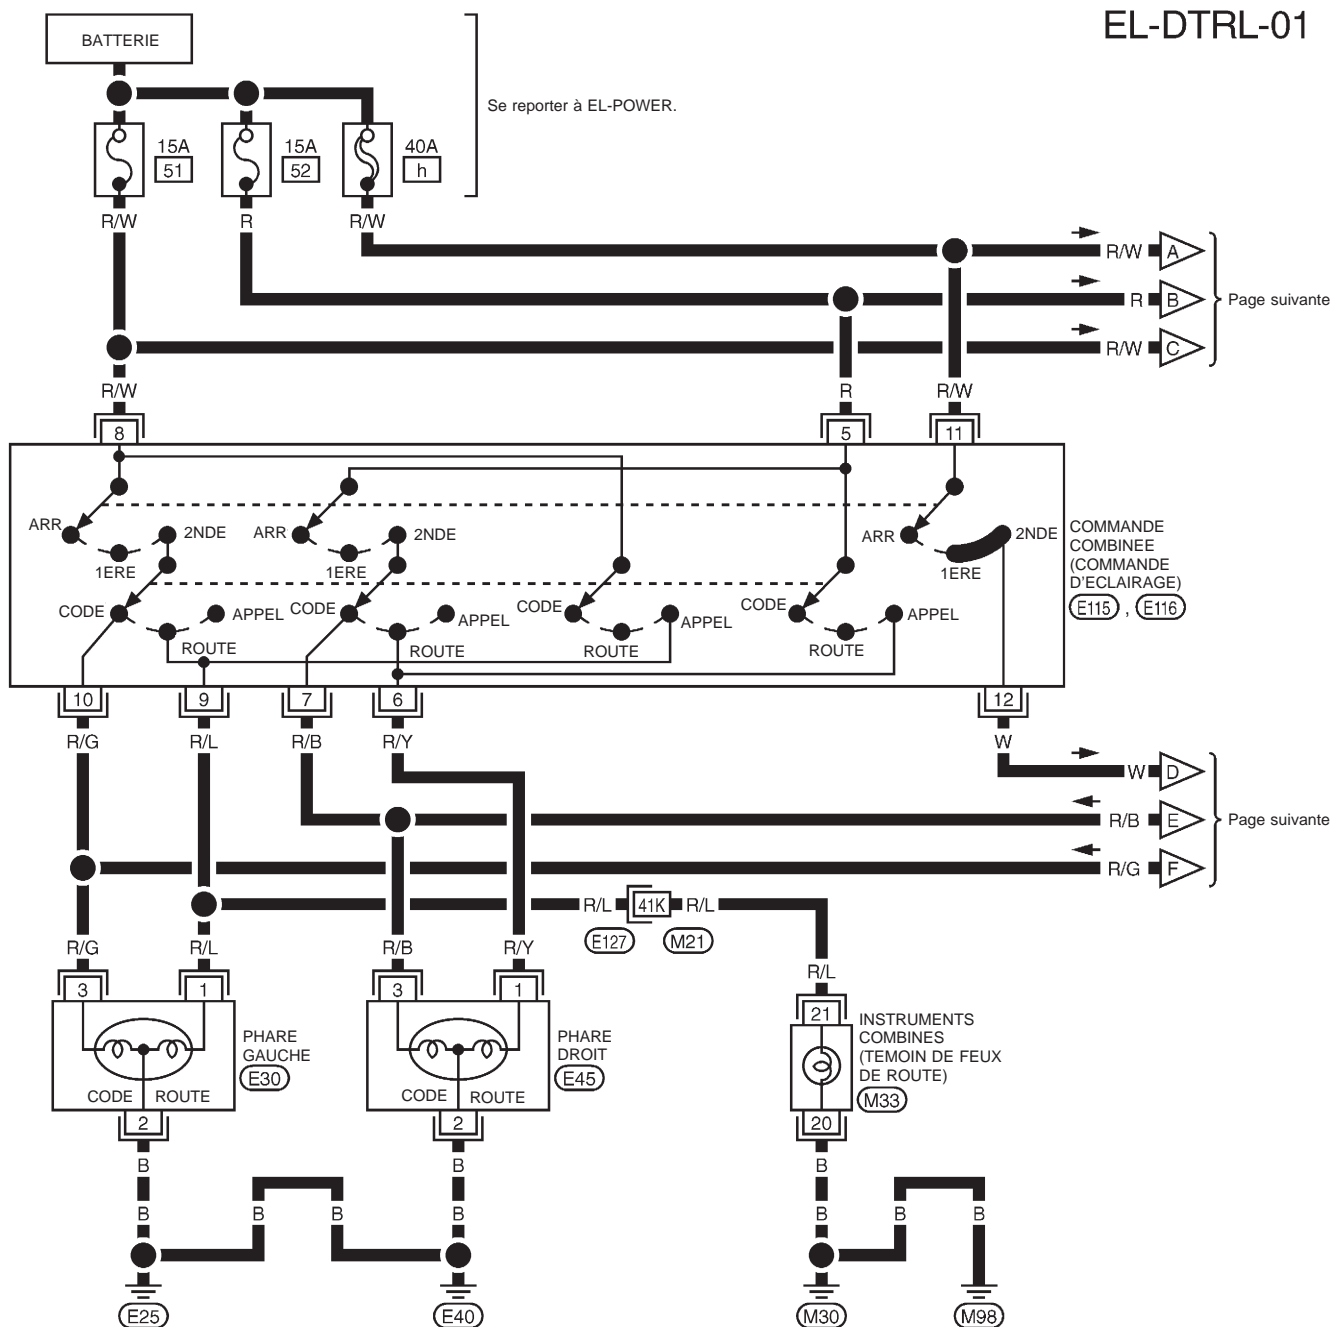 EL-DTRL-01
BATTERIE
Se reporter à EL-POWER.
15A 15A 40A
51 52 h
R/W R R/W
R/W A
R B Page suivante
R/W C
R/W R R/W
8 5 11
ARR 2NDE ARR 2NDE ARR 2NDE
1ERE 1ERE 1ERE
COMMANDE
COMBINEE
(COMMANDE
D'ECLAIRAGE)
E115 , E116
CODE APPEL CODE APPEL CODE APPEL CODE APPEL
ROUTE ROUTE ROUTE ROUTE
10 9 7 6 12
R/G R/L R/B R/Y W
W D
R/B E Page suivante
R/G F
R/L 41K R/L
E127 M21
R/G R/L R/B R/Y
R/L
3 1 3 1
21
PHARE
GAUCHE
E30
CODE ROUTE
2
PHARE
DROIT
E45
CODE ROUTE
2
INSTRUMENTS
COMBINES
(TEMOIN DE FEUX
DE ROUTE)
M33
20
B B B
B B B B B B B
E25 E40 M30 M98